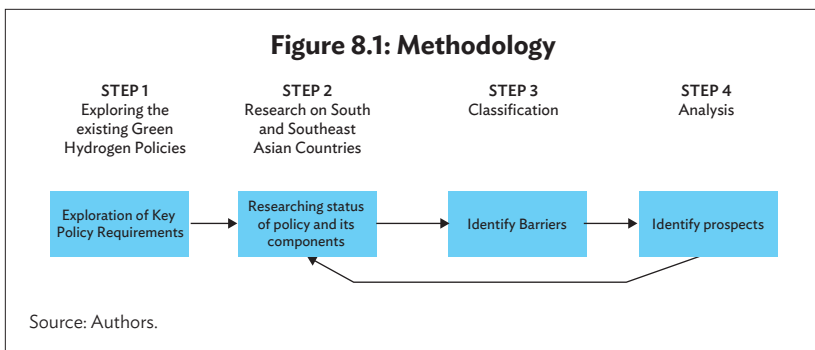 Figure 8.1: Methodology
STEP 1
Exploring the
existing Green
Hydrogen Policies
STEP 2
Research on South
and Southeast
Asian Countries
STEP 3
Classification
STEP 4
Analysis
Exploration of Key
Policy Requirements
Researching status
of policy and its
components
Identify Barriers
Identify prospects
Source: Authors.